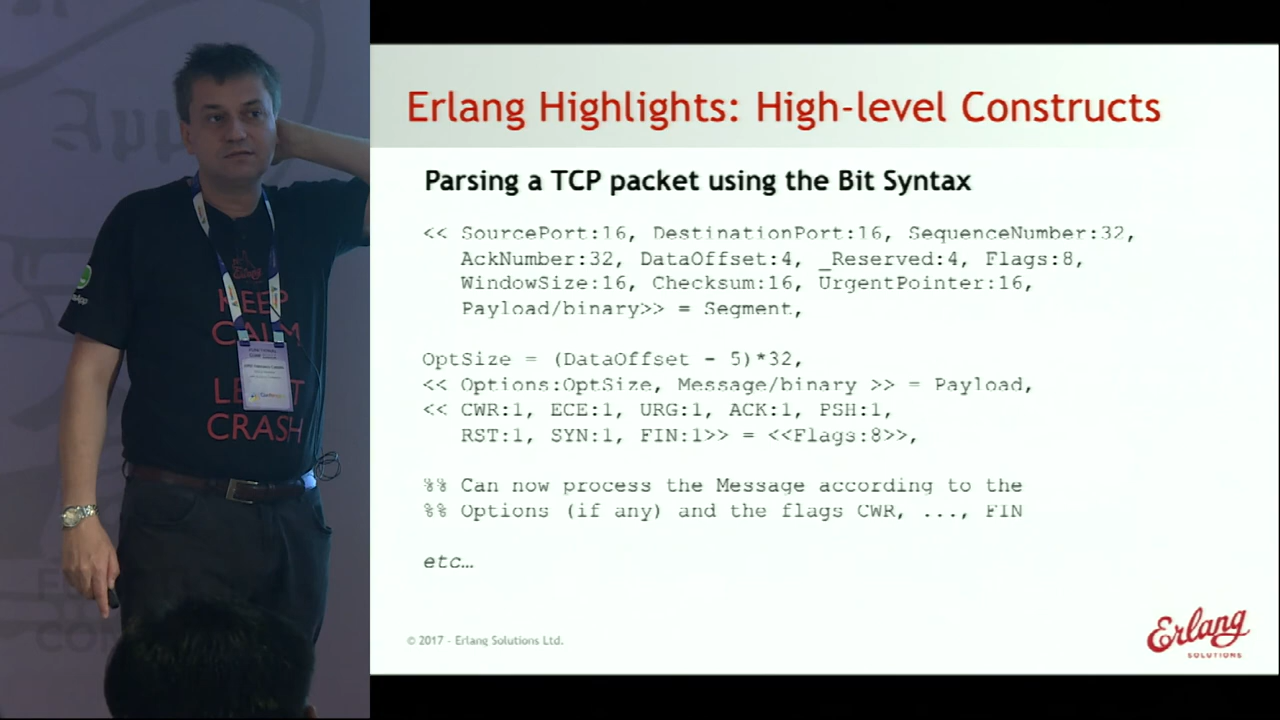 App
KEEP
CALM
CRASH
Erlang Highlights: High-level Constructs
Parsing a TCP packet using the Bit Syntax
<< SourcePort:16, DestinationPort:16, SequenceNumber:32,
AckNumber:32, DataOffset:4, _Reserved:4, Flags:8,
WindowSize:16, Checksum:16, UrgentPointer:16,
Payload/binary>> = Segment,
OptSize = (DataOffset - 5)*32,
<< Options:OptSize, Message/binary >> = Payload,
<< CWR:1, ECE:1, URG:1, ACK:1, PSH:1,
RST:1, SYN:1, FIN:1>> = <<Flags:8>>,
%% Can now process the Message according to the
%% Options (if any) and the flags CWR, ..., FIN
etc…
© 2017 - Erlang Solutions Ltd.
Erlang
SOLUTIONS